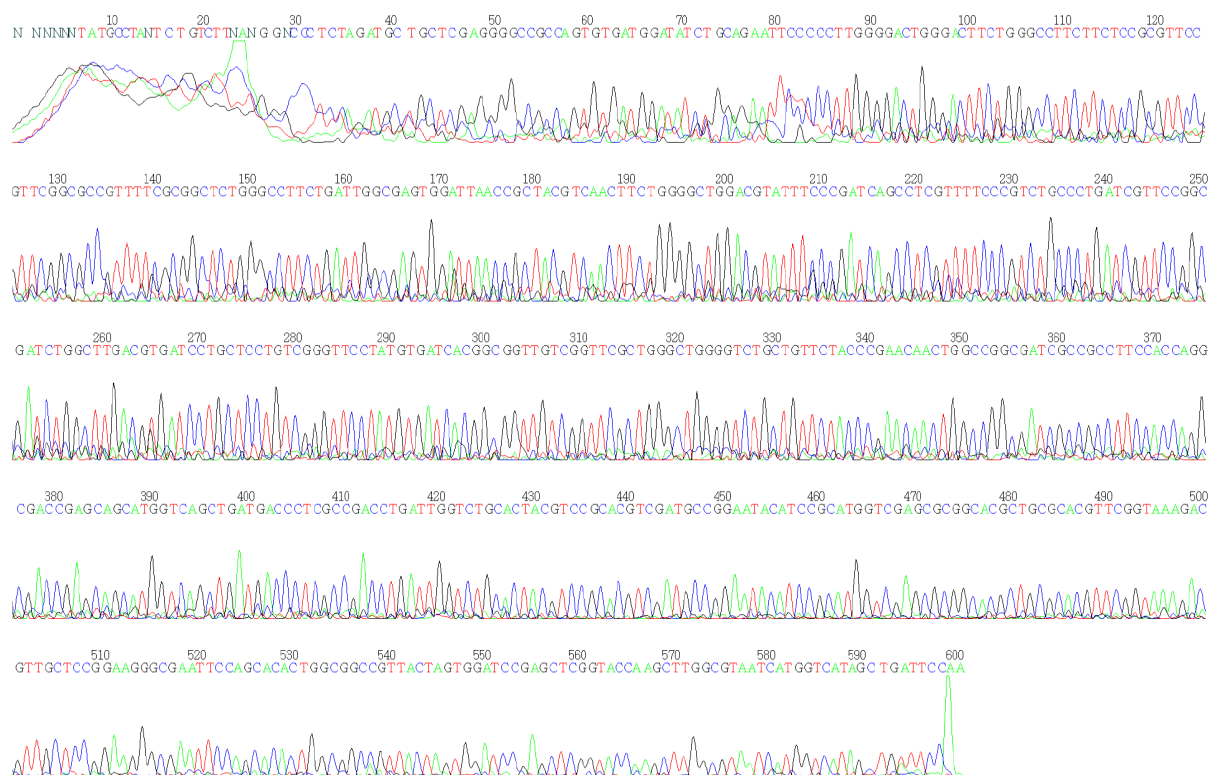 10 20 30 40 50 60 70 80 90 100 110 120
N NNNNNTATGCCTANTCTGTCTTNANGGNCGCTCTAGATGCTGCTCGAGGGGCCGCCAGTGTGATGGATATCTGCAGAATTCCCCCTTGGGGACTGGGACTTCTGGGCCTTCTTCTCCGCGTTCC
130 140 150 160 170 180 190 200 210 220 230 240 250
GTTCGGCGCCGTTTTCGCGGCTCTGGGCCTTCTGATTGGCGAGTGGATTAACCGCTACGTCAACTTCTGGGGCTGGACGTATTTCCCGATCAGCCTCGTTTTCCCGTCTGCCCTGATCGTTCCGGC
260 270 280 290 300 310 320 330 340 350 360 370
GATCTGGCTTGACGTGATCCTGCTCCTGTCGGGTTCCTATGTGATCACGGCGGTTGTCGGTTCGCTGGGCTGGGGTCTGCTGTTCTACCCGAACAACTGGCCGGCGATCGCCGCCTTCCACCAGG
380 390 400 410 420 430 440 450 460 470 480 490 500
CGACCGAGCAGCATGGTCAGCTGATGACCCTCGCCGACCTGATTGGTCTGCACTACGTCCGCACGTCGATGCCGGAATACATCCGCATGGTCGAGCGCGGCACGCTGCGCACGTTCGGTAAAGAC
510 520 530 540 550 560 570 580 590 600
GTTGCTCCGGAAGGGCGAATTCCAGCACACTGGCGGCCGTTACTAGTGGATCCGAGCTCGGTACCAAGCTTGGCGTAATCATGGTCATAGCTGATTCCAA